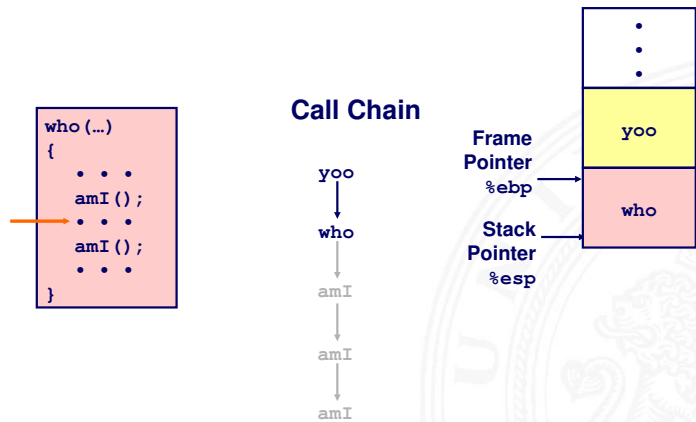 who(…)
{
• • •
amI();
• • •
amI();
• • •
}
Call Chain
yoo
who
amI
amI
amI
Frame
Pointer
%ebp
Stack
Pointer
%esp
•
•
•
yoo
who